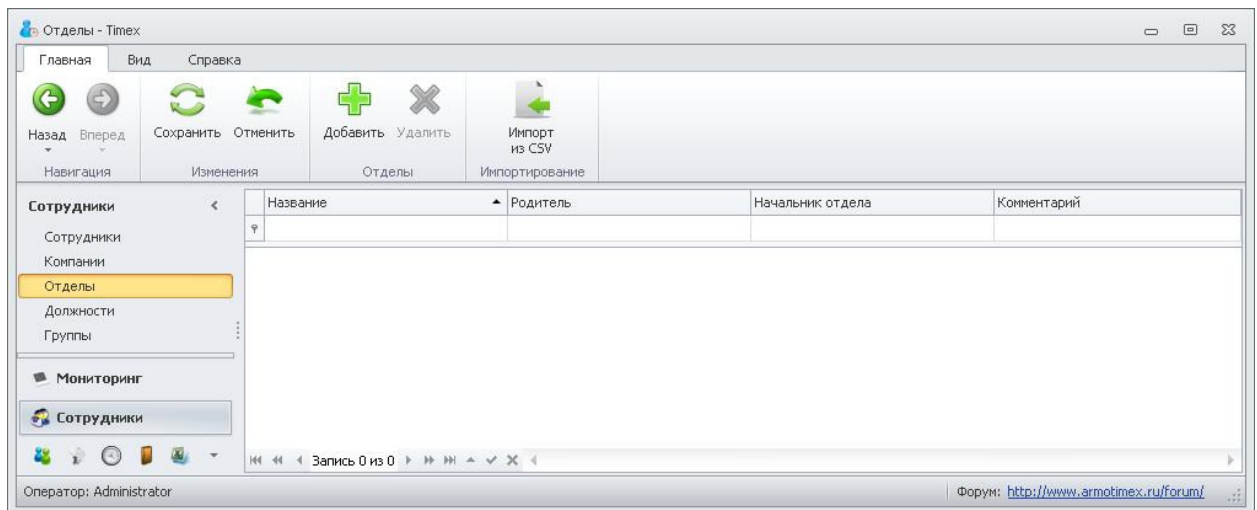 Отделы - Timex
Главная Вид Справка
Назад Вперед Сохранить Отменить Добавить Удалить Импорт из CSV
Навигация Изменения Отделы Импортирование
Сотрудники
Название Родитель Начальник отдела Комментарий
Сотрудники
Компании
Отделы
Должности
Группы
Мониторинг
Сотрудники
Запись 0 из 0
Оператор: Administrator Форум: http://www.armotimex.ru/forum/